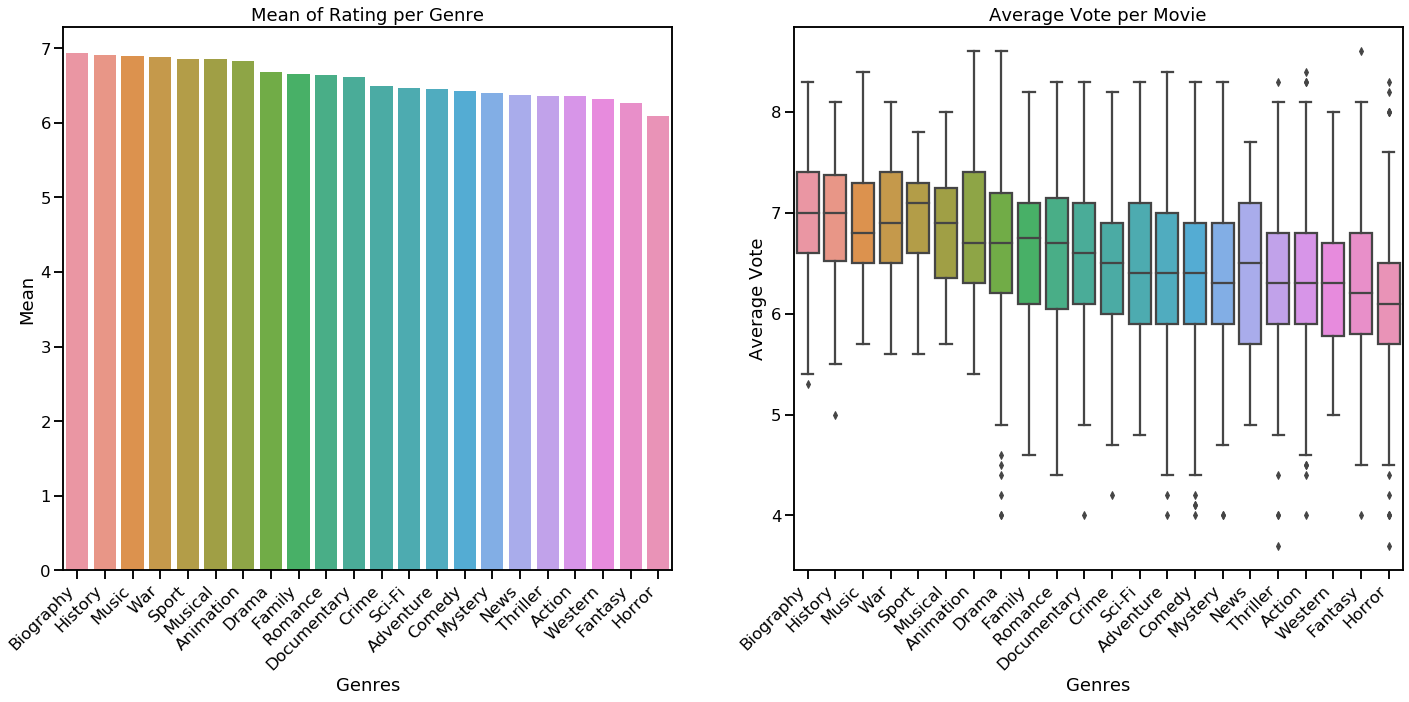 Mean of Rating per Genre
7
6
5
4
3
2
1
0
Mean
Biography
History
Music
War
Sport
Musical
Animation
Drama
Family
Romance
Documentary
Crime
Sci-Fi
Adventure
Comedy
Mystery
News
Thriller
Action
Western
Fantasy
Horror
Genres
Average Vote per Movie
8
7
6
5
4
Average Vote
Biography
History
Music
War
Sport
Musical
Animation
Drama
Family
Romance
Documentary
Crime
Sci-Fi
Adventure
Comedy
Mystery
News
Thriller
Action
Western
Fantasy
Horror
Genres